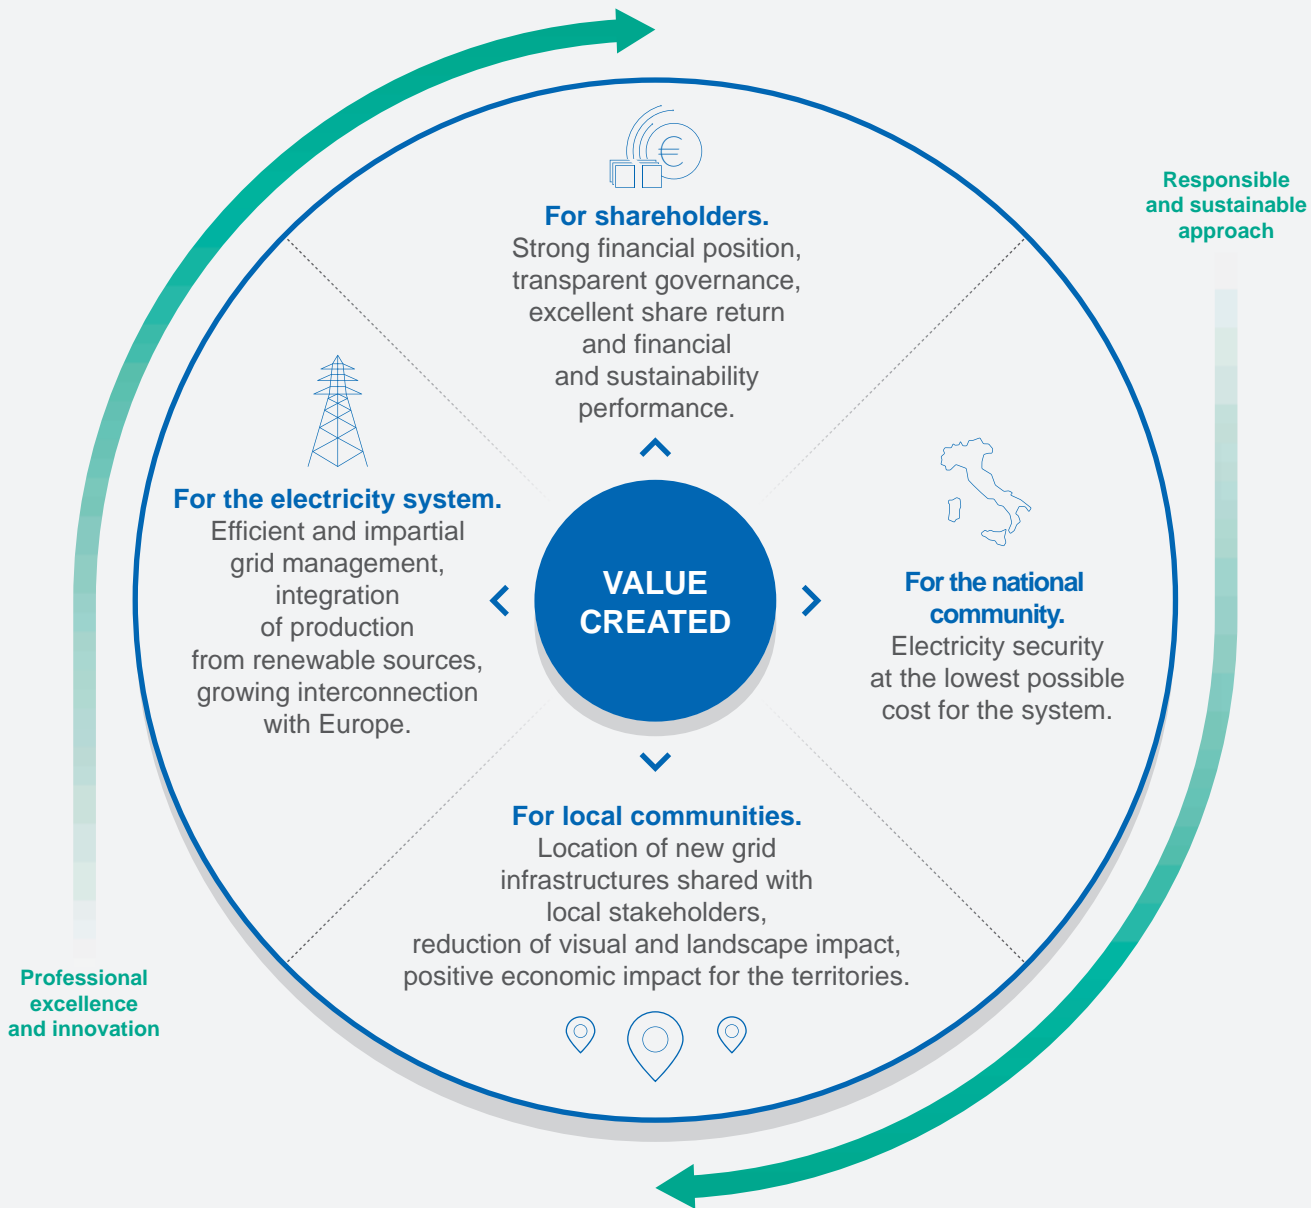 For shareholders.
Strong financial position,
transparent governance,
excellent share return
and financial
and sustainability
performance.
Responsible
and sustainable
approach
For the electricity system.
Efficient and impartial
grid management,
integration
of production
from renewable sources,
growing interconnection
with Europe.
VALUE
CREATED
For the national
community.
Electricity security
at the lowest possible
cost for the system.
For local communities.
Location of new grid
infrastructures shared with
local stakeholders,
reduction of visual and landscape impact,
positive economic impact for the territories.
Professional
excellence
and innovation